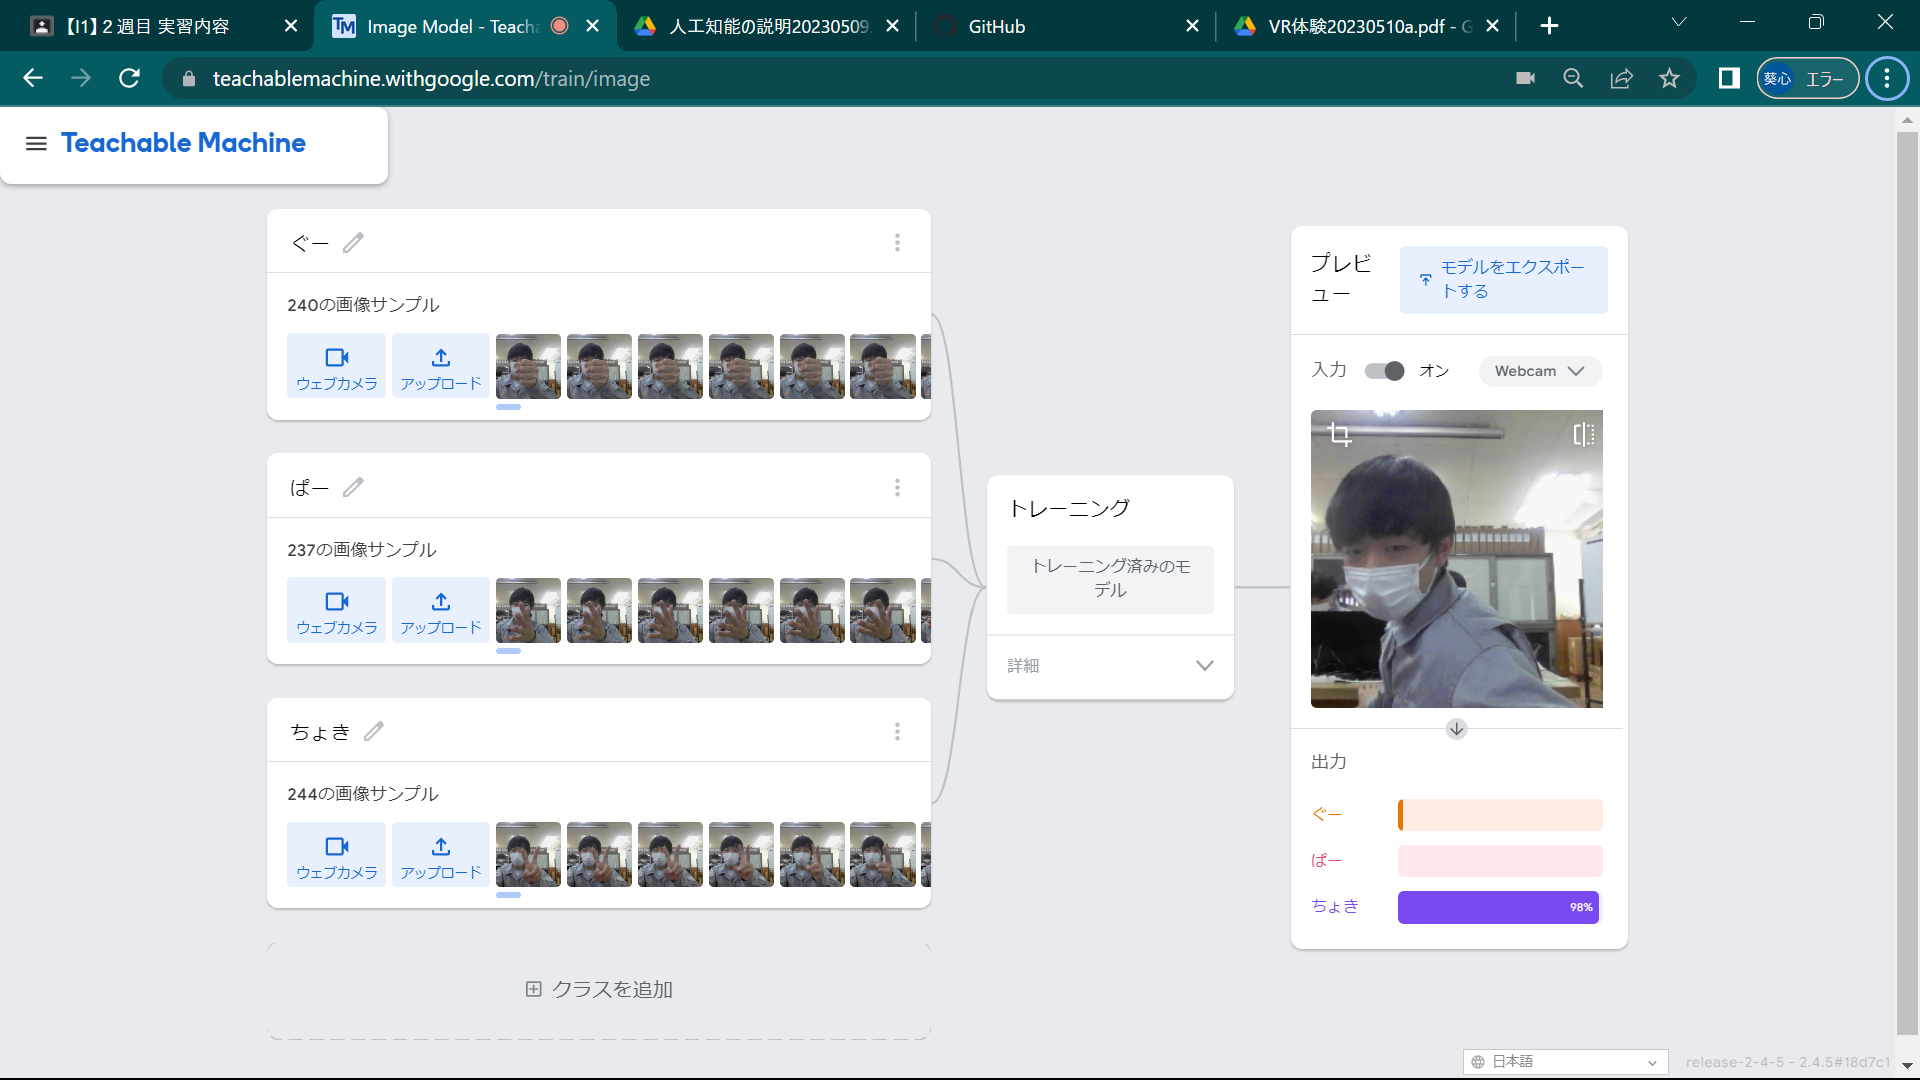 【I1】２週目 実習内容
Image Model - Teach
人工知能の説明20230509
GitHub
VR体験20230510a.pdf - G
teachablemachine.withgoogle.com/train/image
葵心 エラー
Teachable Machine
ぐー
240の画像サンプル
ウェブカメラ
アップロード
ぱー
237の画像サンプル
ウェブカメラ
アップロード
ちょき
244の画像サンプル
ウェブカメラ
アップロード
クラスを追加
トレーニング
トレーニング済みのモ
デル
詳細
プレビ
ュー
モデルをエクスポー
トする
入力
オン
Webcam
出力
ぐー
ぱー
ちょき
98%
日本語
release-2-4-5 - 2.4.5#18d7c1